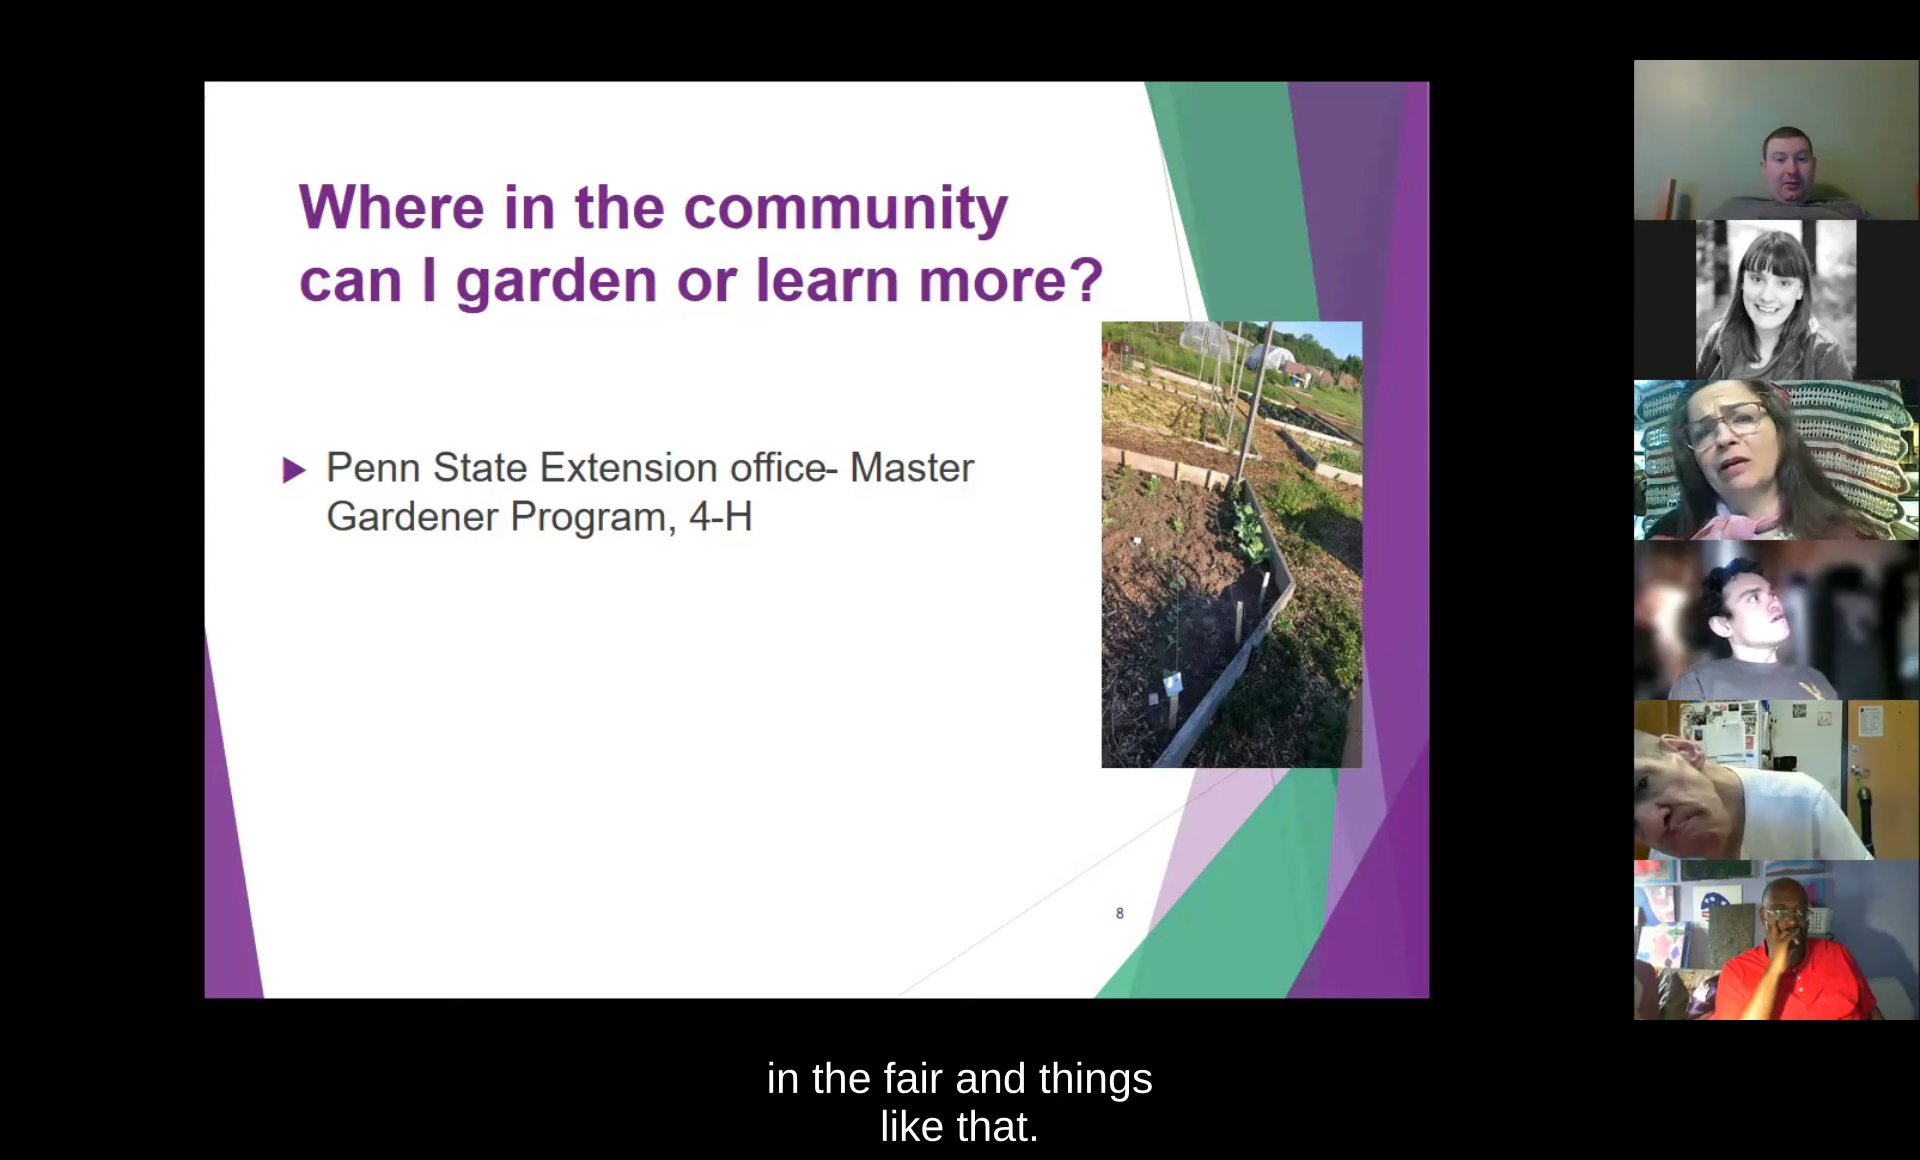 Where in the community
can I garden or learn more?
Penn State Extension office- Master
Gardener Program, 4-H
8
in the fair and things
like that.